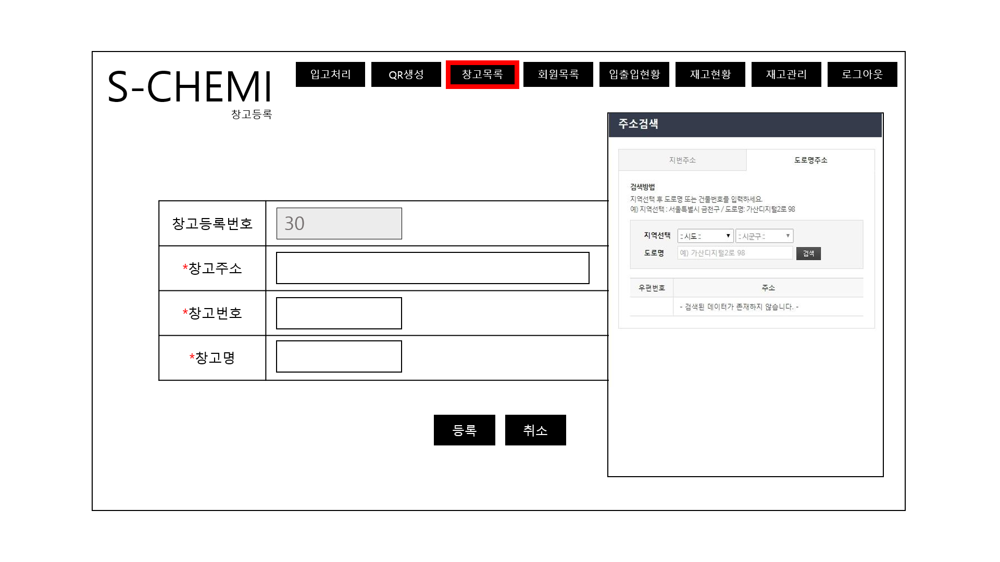 S-CHEMI
창고등록
입고처리
QR생성
창고목록
회원목록
입출입현황
재고현황
재고관리
로그아웃
창고등록번호
30
*창고주소
*창고번호
*창고명
등록
취소
주소검색
지번주소
도로명주소
검색방법
지역선택 후 도로명 또는 건물번호를 입력하세요.
예) 지역선택 : 서울특별시 금천구 / 도로명: 가산디지털2로 98
지역선택
:: 시도 ::
:: 시군구 ::
도로명
예) 가산디지털2로 98
검색
우편번호
주소
- 검색된 데이터가 존재하지 않습니다. -